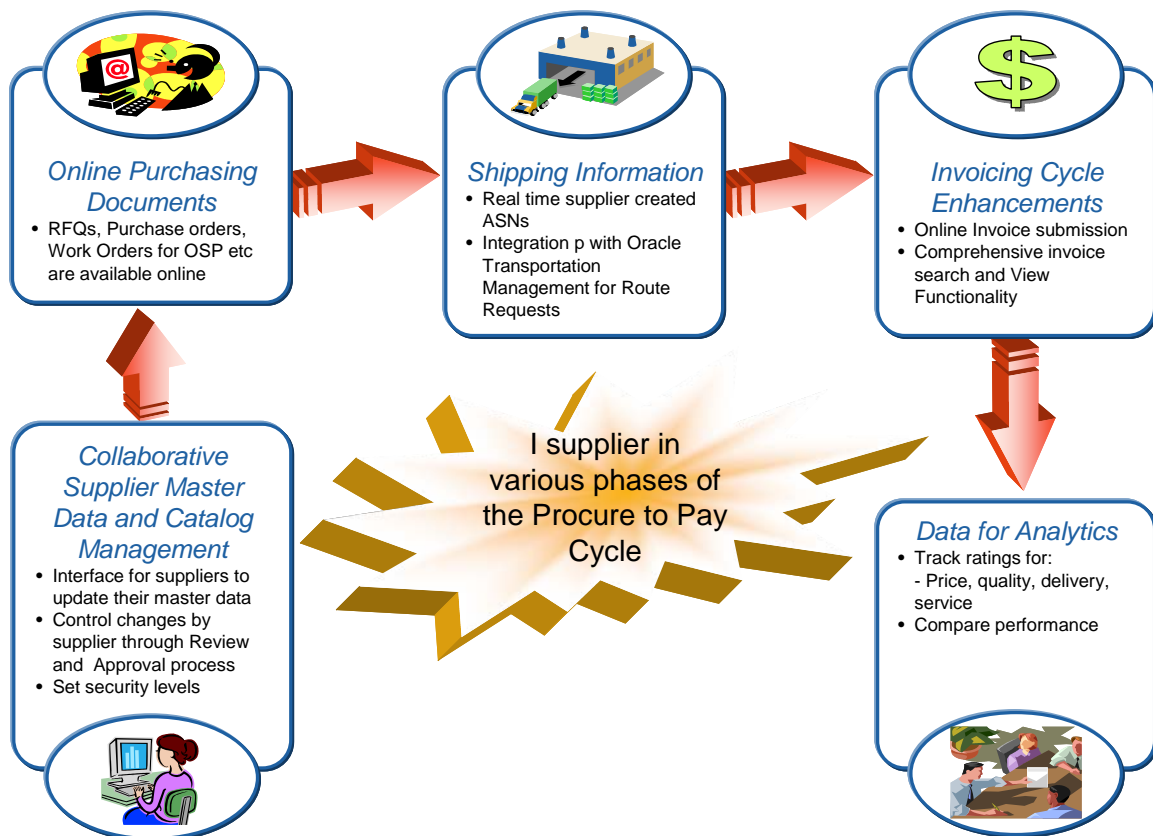 @
Online Purchasing
Documents
• RFQs, Purchase orders,
Work Orders for OSP etc
are available online
Shipping Information
• Real time supplier created
ASNs
• Integration p with Oracle
Transportation
Management for Route
Requests
$
Invoicing Cycle
Enhancements
• Online Invoice submission
• Comprehensive invoice
search and View
Functionality
Collaborative
Supplier Master
Data and Catalog
Management
• Interface for suppliers to
update their master data
• Control changes by
supplier through Review
and Approval process
• Set security levels
I supplier in
various phases of
the Procure to Pay
Cycle
Data for Analytics
• Track ratings for:
- Price, quality, delivery,
service
• Compare performance